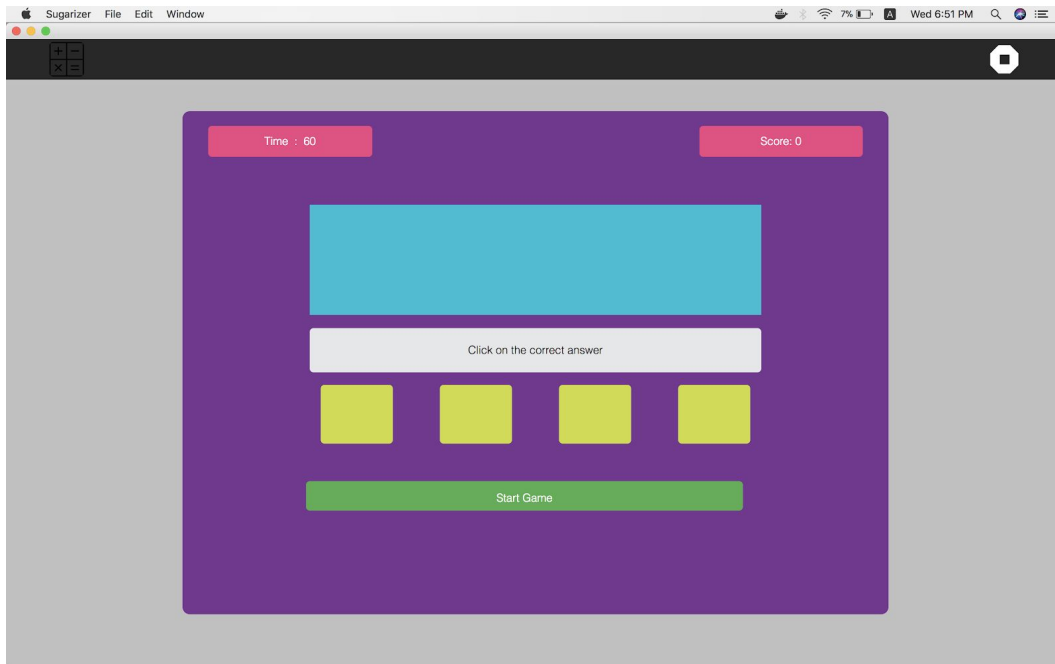 Sugarizer File Edit Window 7% A Wed 6:51 PM
+ −
× =
Time : 60 Score: 0
Click on the correct answer
Start Game